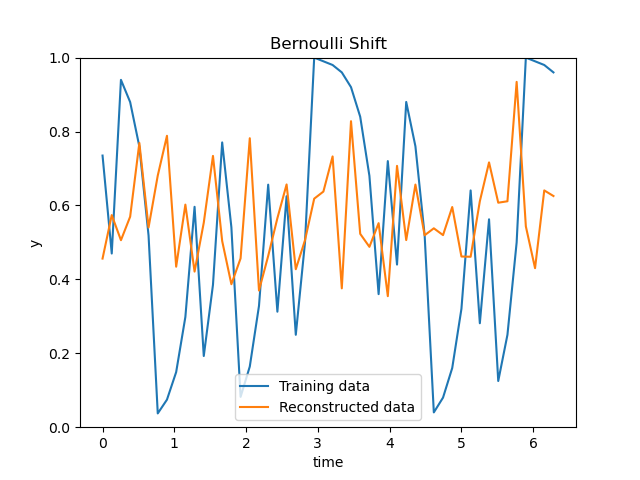 Bernoulli Shift
1.0
0.8
0.6
0.4
0.2
0.0
y
Training data
Reconstructed data
0 1 2 3 4 5 6
time